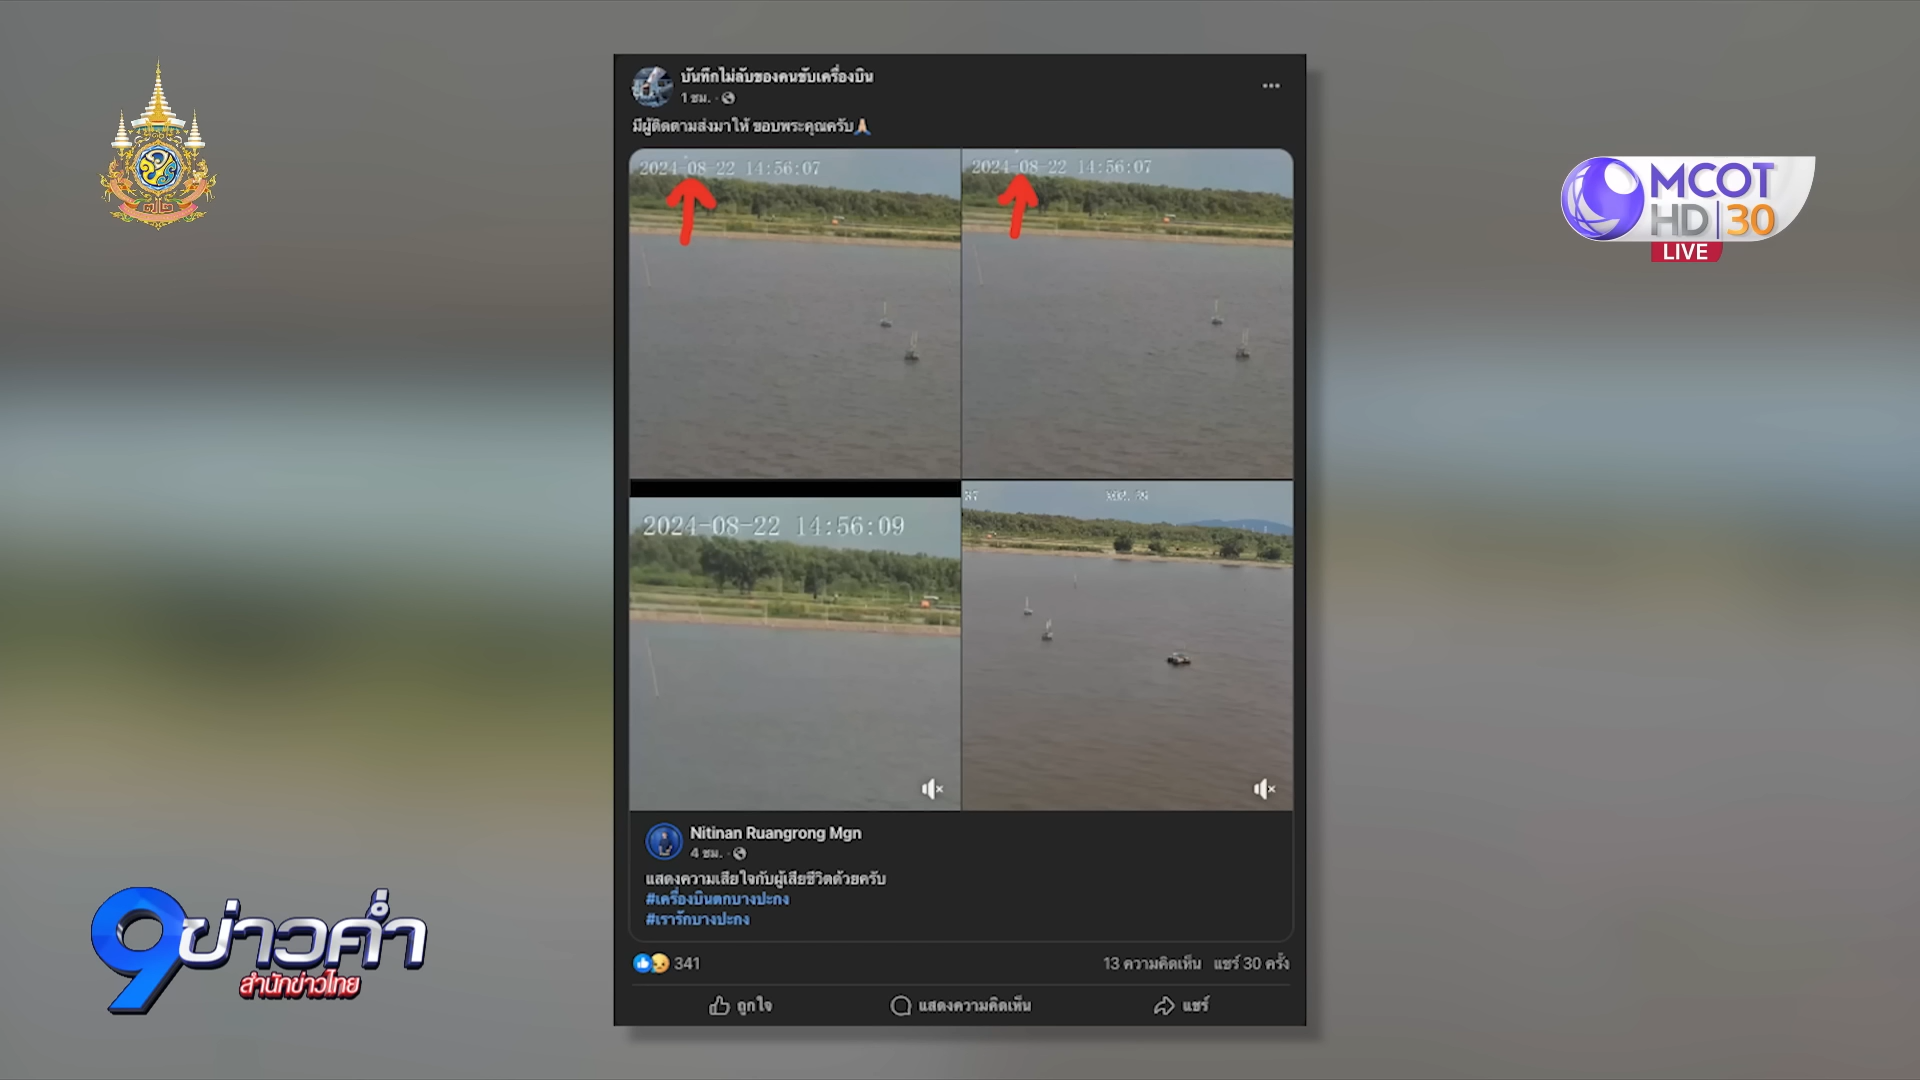 บันทึกไม่ลับของคนขับเครื่องบิน
1 ชม.
มีผู้ติดตามส่งมาให้ ขอบพระคุณครับ🙏
2024-08-22 14:56:07
2024-08-22 14:56:07
MCOT
HD 30
LIVE
2024-08-22 14:56:09
Nitinan Ruangrong Mgn
4 ชม.
แสดงความเสียใจกับผู้เสียชีวิตด้วยครับ
#เครื่องบินตกบางปะกง
#เรารักบางปะกง
341
13 ความคิดเห็น แชร์ 30 ครั้ง
ถูกใจ แสดงความคิดเห็น แชร์
9ข่าวค่ำ
สำนักข่าวไทย